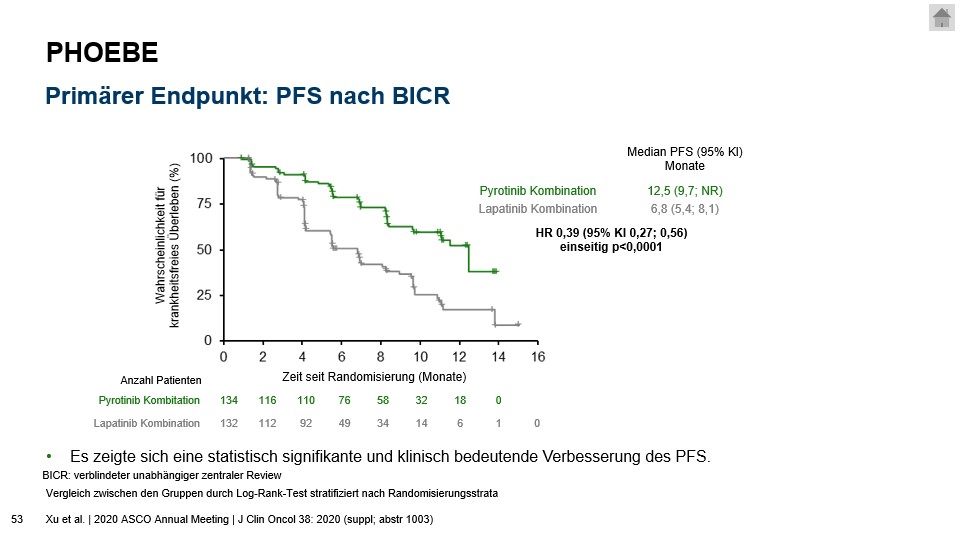 PHOEBE
Primärer Endpunkt: PFS nach BICR
Median PFS (95% KI)
Monate
Pyrotinib Kombination 12,5 (9,7; NR)
Lapatinib Kombination 6,8 (5,4; 8,1)
HR 0,39 (95% KI 0,27; 0,56)
einseitig p<0,0001
Wahrscheinlichkeit für
krankheitsfreies Überleben (%)
100
75
50
25
0
0 2 4 6 8 10 12 14 16
Zeit seit Randomisierung (Monate)
Anzahl Patienten
Pyrotinib Kombitation 134 116 110 76 58 32 18 0
Lapatinib Kombination 132 112 92 49 34 14 6 1 0
• Es zeigte sich eine statistisch signifikante und klinisch bedeutende Verbesserung des PFS.
BICR: verblindeter unabhängiger zentraler Review
Vergleich zwischen den Gruppen durch Log-Rank-Test stratifiziert nach Randomisierungsstrata
53 Xu et al. | 2020 ASCO Annual Meeting | J Clin Oncol 38: 2020 (suppl; abstr 1003)